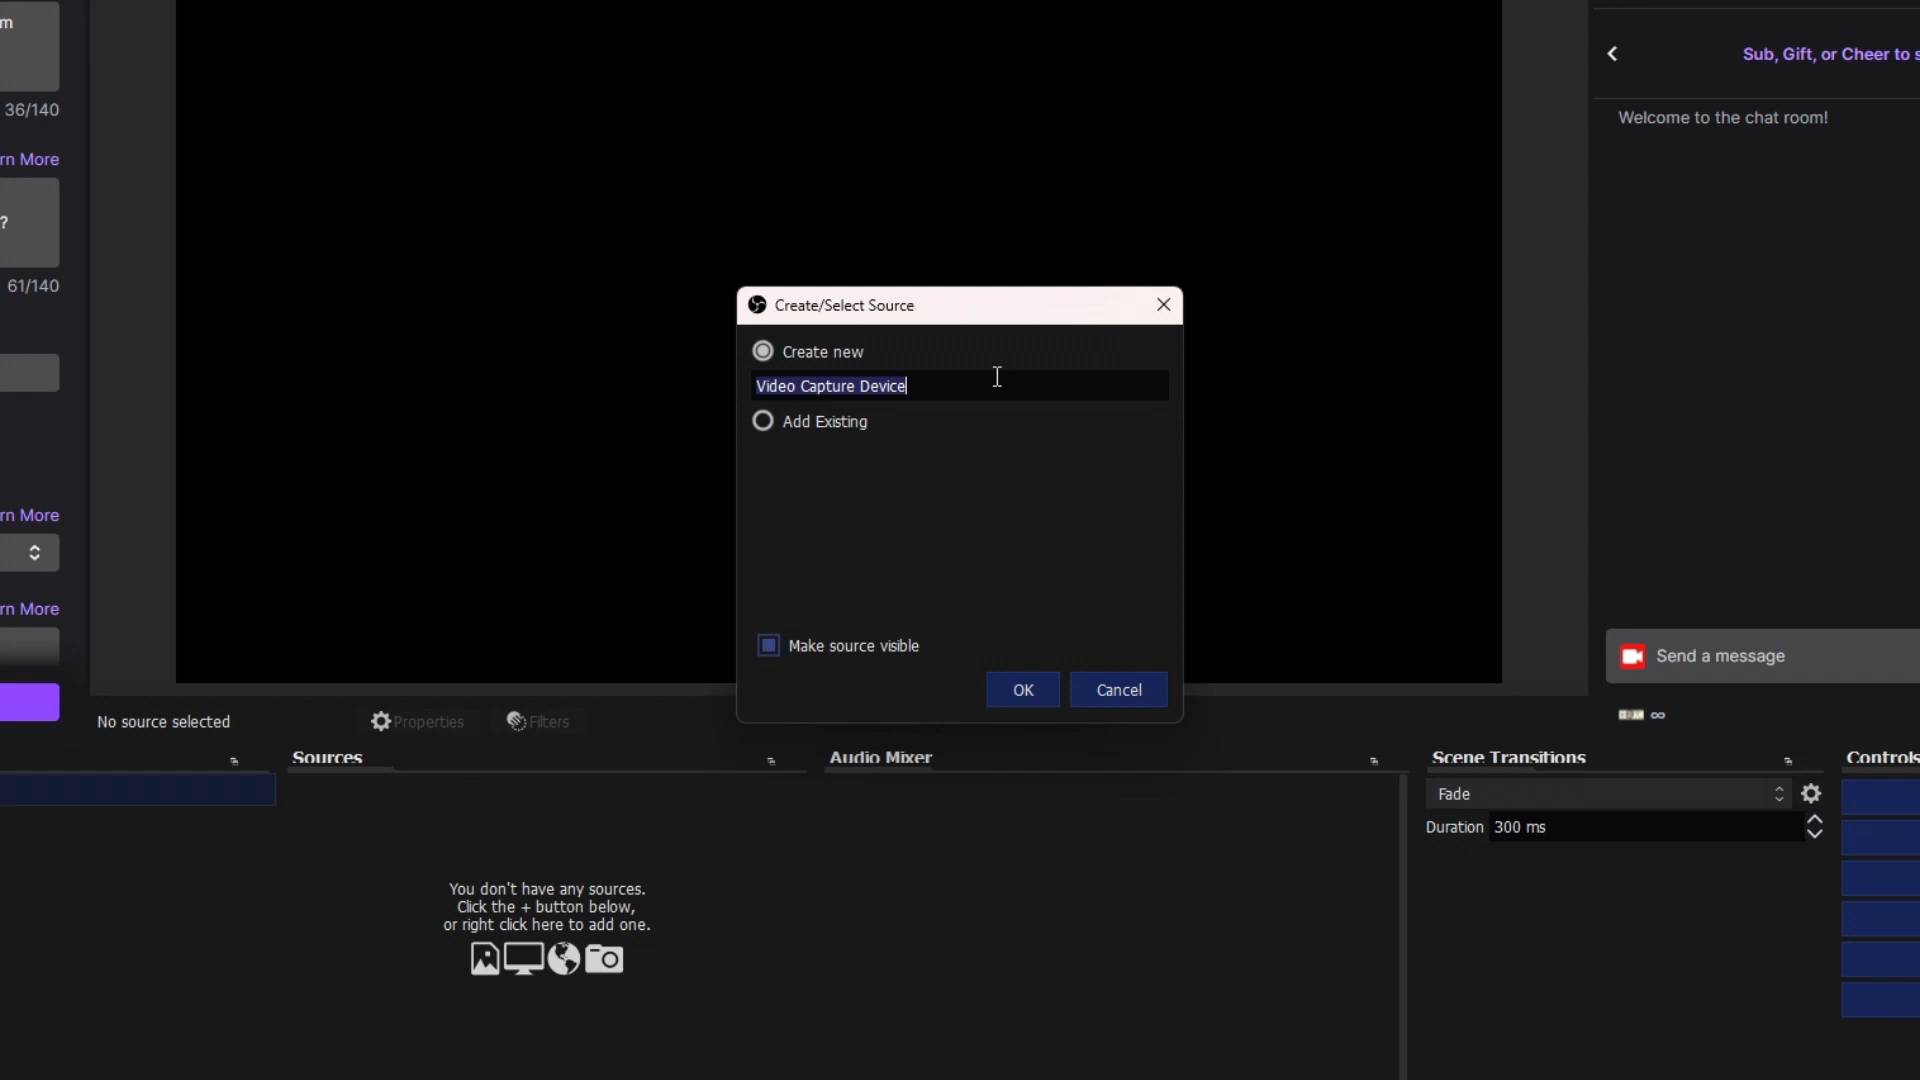 m
36/140
rn More
?
61/140
rn More
rn More
Sub, Gift, or Cheer to s
Welcome to the chat room!
Create/Select Source
Create new
Video Capture Device
Add Existing
Make source visible
OK
Cancel
Send a message
∞
No source selected
Properties
Filters
Sources
Audio Mixer
Scene Transitions
Controls
Fade
Duration 300 ms
You don't have any sources.
Click the + button below,
or right click here to add one.